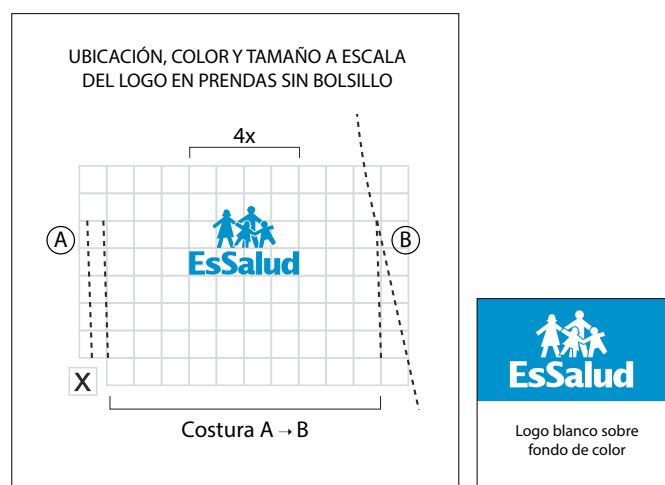 UBICACIÓN, COLOR Y TAMAÑO A ESCALA
DEL LOGO EN PRENDAS SIN BOLSILLO
4x
A
B
EsSalud
X
Costura A → B
EsSalud
Logo blanco sobre
fondo de color